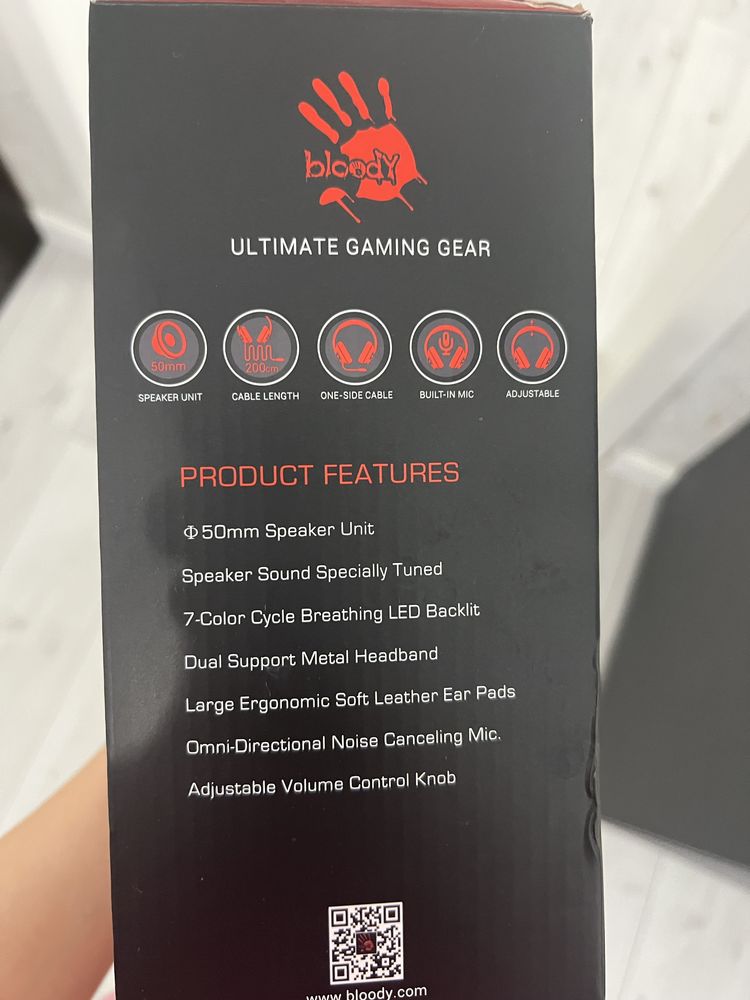 bloody
ULTIMATE GAMING GEAR
50mm
200cm
SPEAKER UNIT
CABLE LENGTH
ONE-SIDE CABLE
BUILT-IN MIC
ADJUSTABLE
PRODUCT FEATURES
Φ50mm Speaker Unit
Speaker Sound Specially Tuned
7-Color Cycle Breathing LED Backlit
Dual Support Metal Headband
Large Ergonomic Soft Leather Ear Pads
Omni-Directional Noise Canceling Mic.
Adjustable Volume Control Knob
www.bloody.com